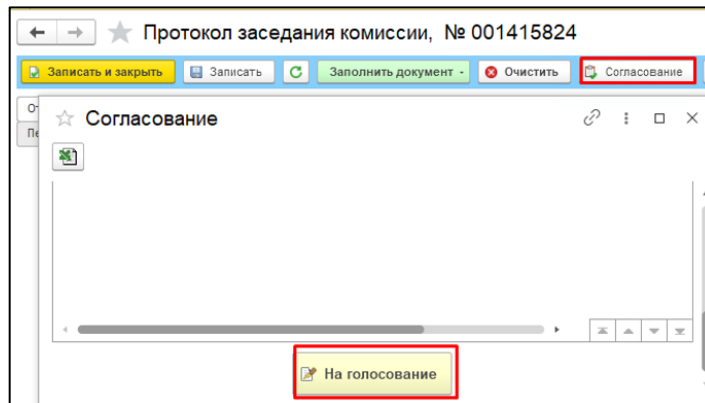 Протокол заседания комиссии, № 001415824
Записать и закрыть Записать Заполнить документ Очистить Согласование
Согласование
На голосование